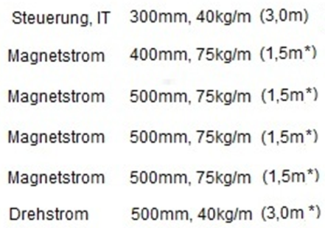 Steuerung, IT 300mm, 40kg/m (3,0m)
Magnetstrom 400mm, 75kg/m (1,5m*)
Magnetstrom 500mm, 75kg/m (1,5m*)
Magnetstrom 500mm, 75kg/m (1,5m*)
Magnetstrom 500mm, 75kg/m (1,5m*)
Drehstrom 500mm, 40kg/m (3,0m*)